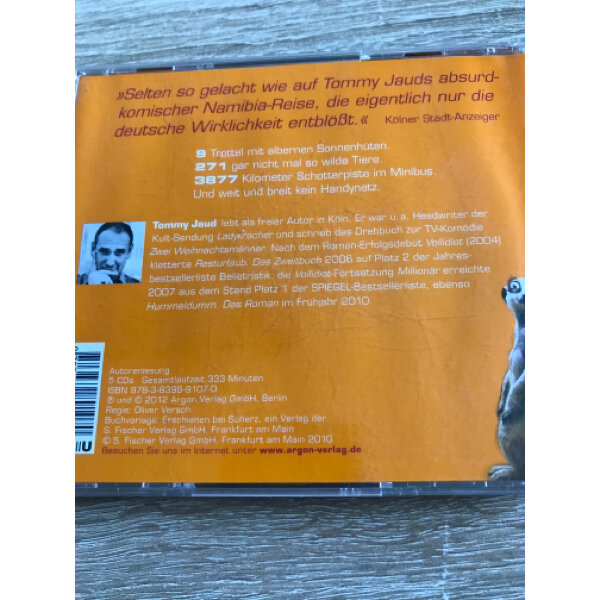 »Selten so gelacht wie auf Tommy Jauds absurd-
komischer Namibia-Reise, die eigentlich nur die
deutsche Wirklichkeit entblößt.« Kölner Stadt-Anzeiger
9 Trottel mit albernen Sonnenhüten.
271 gar nicht mal so wilde Tiere.
3877 Kilometer Schotterpiste im Minibus.
Und weit und breit kein Handynetz.
Tommy Jaud lebt als freier Autor in Köln. Er war u. a. Headwriter der
Kult-Sendung Ladykracher und schrieb das Drehbuch zur TV-Komödie
Zwei Weihnachtsmänner. Nach dem Roman-Erfolgsdebüt Vollidiot (2004)
kletterte Resturlaub. Das Zweitbuch 2006 auf Platz 2 der Jahres-
bestsellerliste Belletristik, die Vollidiot-Fortsetzung Millionär erreichte
2007 aus dem Stand Platz 1 der SPIEGEL-Bestsellerliste, ebenso
Hummeldumm. Das Roman im Frühjahr 2010.
Autorenlesung
5 CDs Gesamtlaufzeit 333 Minuten
ISBN 978-3-8398-9107-0
℗ und © 2012 Argon Verlag GmbH, Berlin
Regie: Oliver Versch
Buchvorlage: Erschienen bei Scherz, ein Verlag der
S. Fischer Verlag GmbH, Frankfurt am Main
© S. Fischer Verlag GmbH, Frankfurt am Main 2010
Besuchen Sie uns im Internet unter www.argon-verlag.de